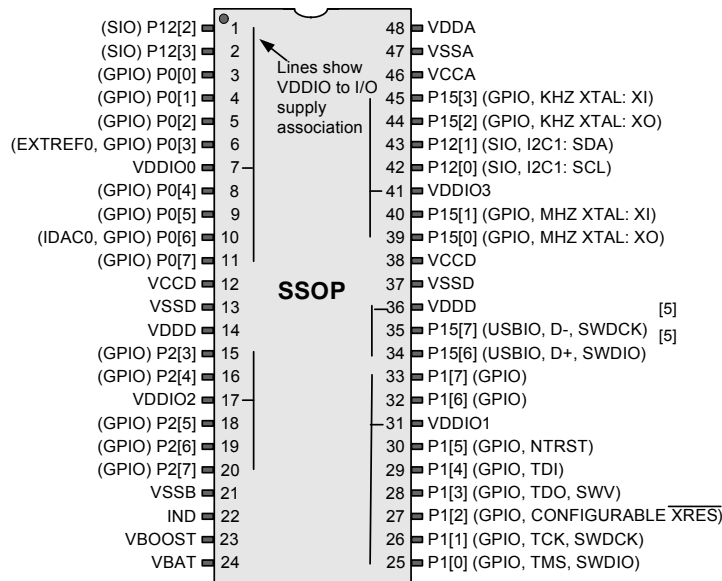 (SIO) P12[2] 1 48 VDDA
(SIO) P12[3] 2 47 VSSA
(GPIO) P0[0] 3 46 VCCA
(GPIO) P0[1] 4 45 P15[3] (GPIO, KHZ XTAL: XI)
(GPIO) P0[2] 5 44 P15[2] (GPIO, KHZ XTAL: XO)
(EXTREF0, GPIO) P0[3] 6 43 P12[1] (SIO, I2C1: SDA)
VDDIO0 7 42 P12[0] (SIO, I2C1: SCL)
(GPIO) P0[4] 8 41 VDDIO3
(GPIO) P0[5] 9 40 P15[1] (GPIO, MHZ XTAL: XI)
(IDAC0, GPIO) P0[6] 10 39 P15[0] (GPIO, MHZ XTAL: XO)
(GPIO) P0[7] 11 38 VCCD
VCCD 12 37 VSSD
VSSD 13 36 VDDD [5]
VDDD 14 35 P15[7] (USBIO, D-, SWDCK) [5]
(GPIO) P2[3] 15 34 P15[6] (USBIO, D+, SWDIO)
(GPIO) P2[4] 16 33 P1[7] (GPIO)
VDDIO2 17 32 P1[6] (GPIO)
(GPIO) P2[5] 18 31 VDDIO1
(GPIO) P2[6] 19 30 P1[5] (GPIO, NTRST)
(GPIO) P2[7] 20 29 P1[4] (GPIO, TDI)
VSSB 21 28 P1[3] (GPIO, TDO, SWV)
IND 22 27 P1[2] (GPIO, CONFIGURABLE XRES)
VBOOST 23 26 P1[1] (GPIO, TCK, SWDCK)
VBAT 24 25 P1[0] (GPIO, TMS, SWDIO)
Lines show
VDDIO to I/O
supply
association
SSOP